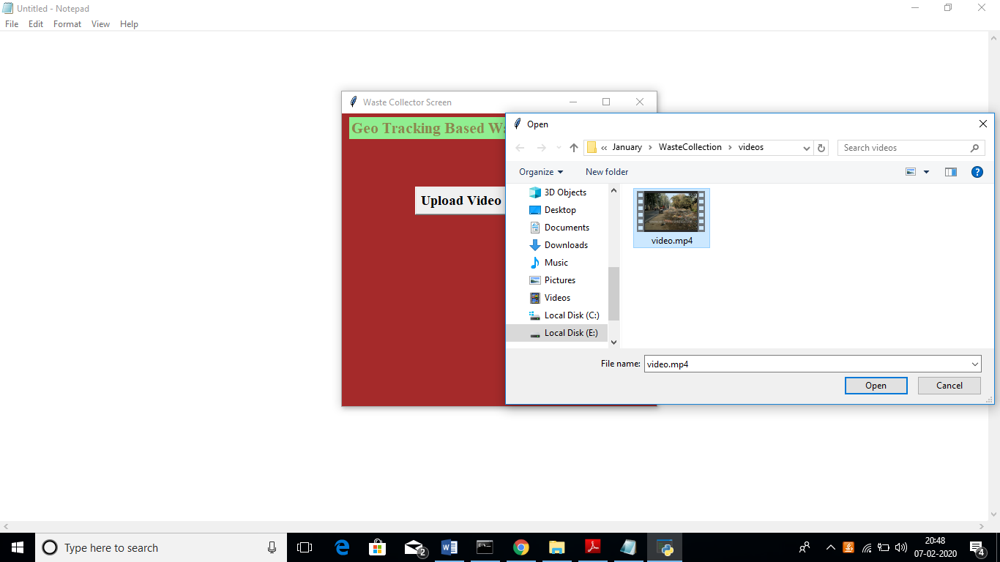 Untitled - Notepad
File Edit Format View Help
Waste Collector Screen
Geo Tracking Based
Upload Video
Open
« January › WasteCollection › videos
Search videos
Organize New folder
3D Objects
Desktop
Documents
Downloads
Music
Pictures
Videos
Local Disk (C:)
Local Disk (E:)
video.mp4
File name: video.mp4
Open Cancel
Type here to search
2
20:48
07-02-2020
4